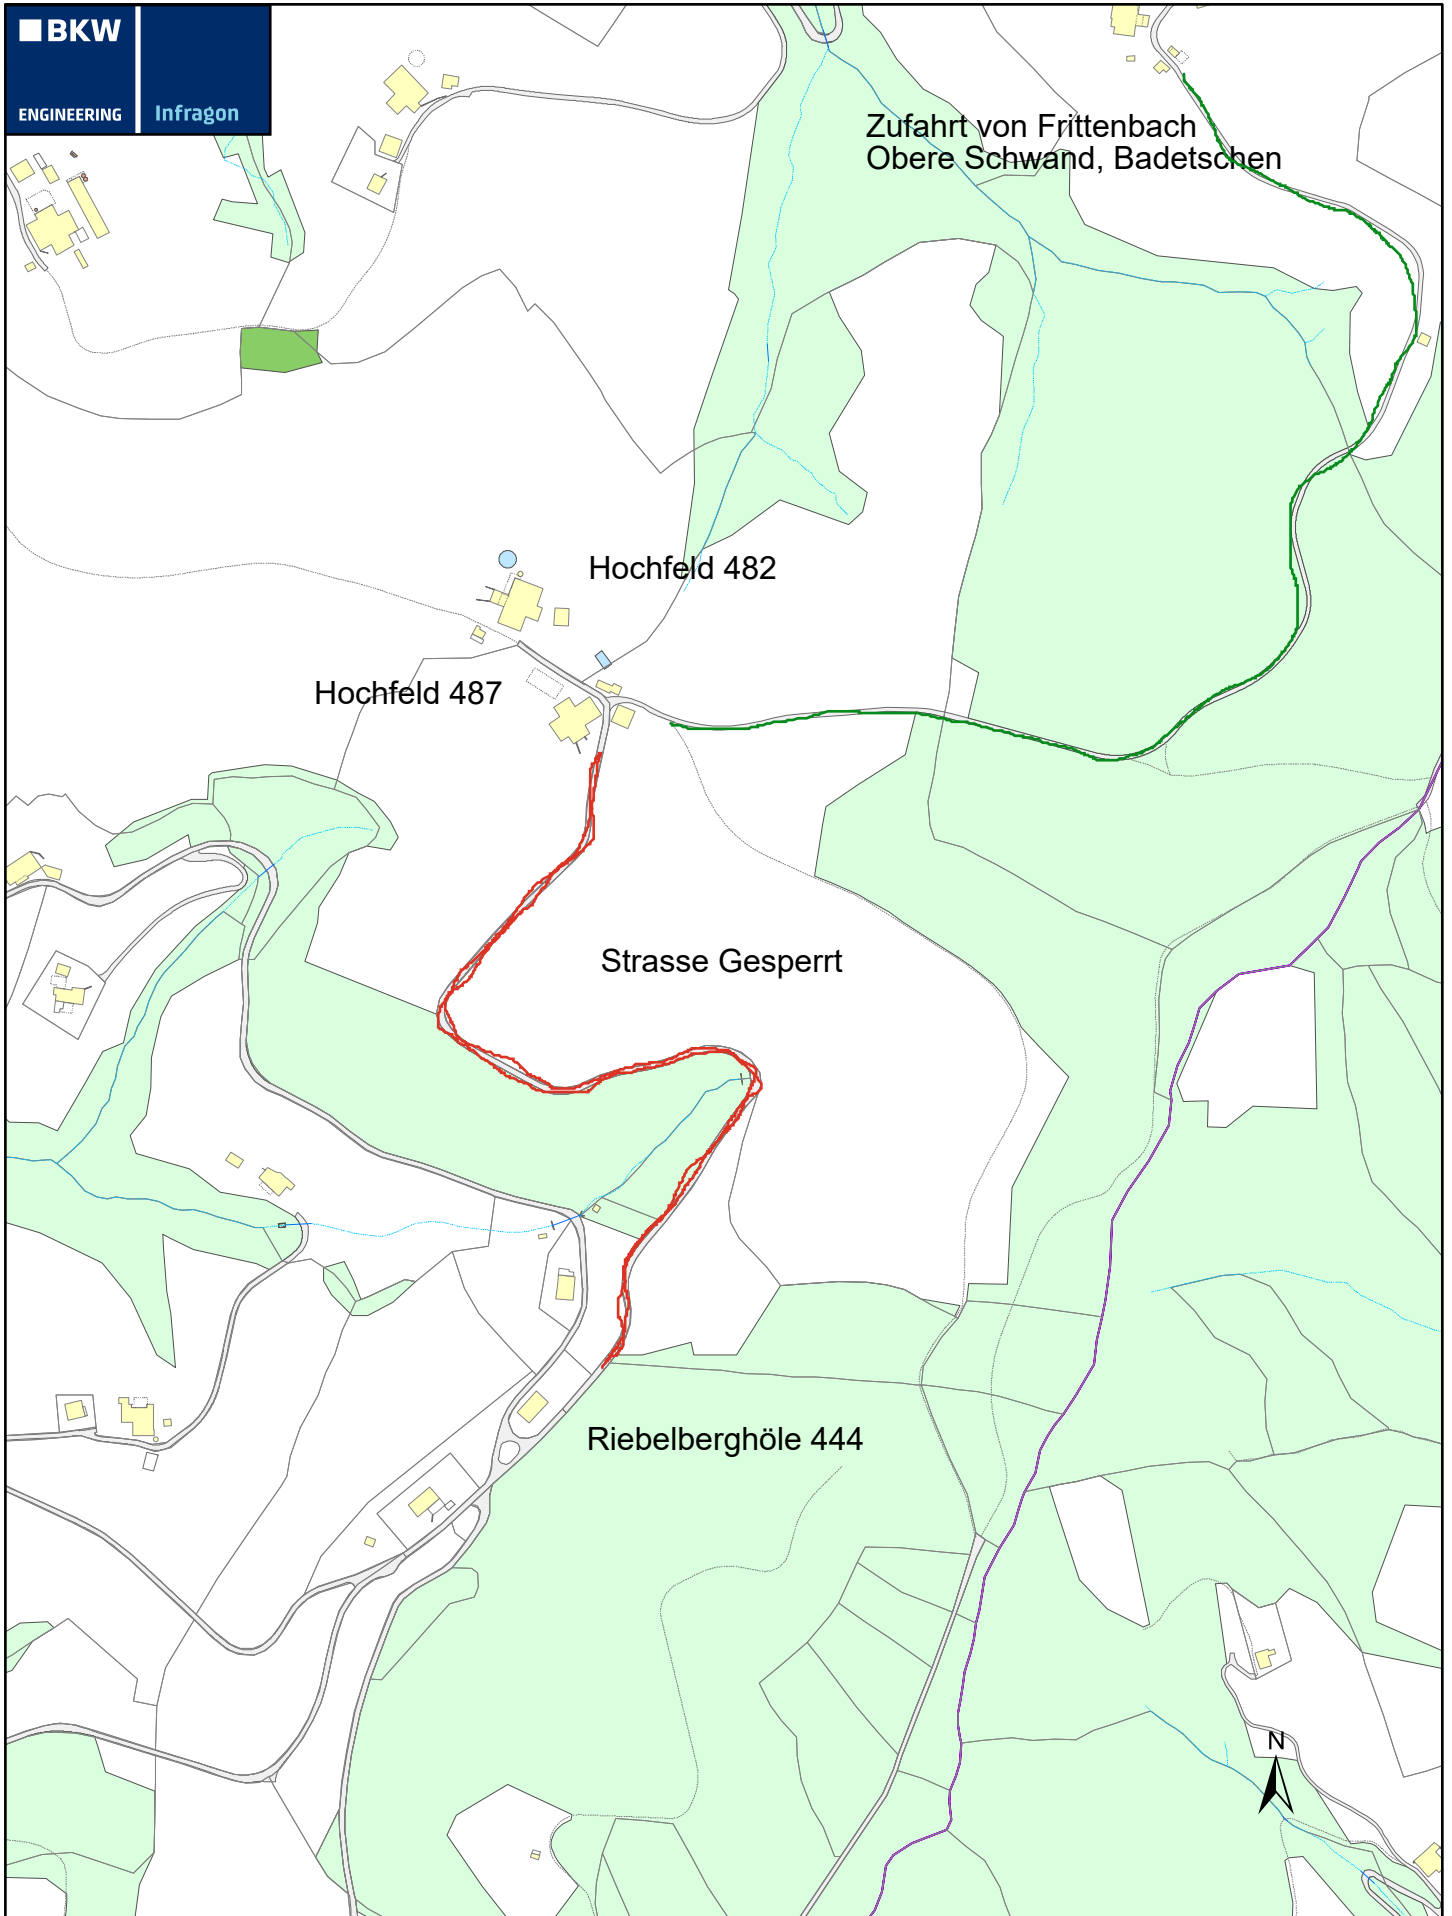 BKW
ENGINEERING Infragon
Zufahrt von Frittenbach
Obere Schwand, Badetschen
Hochfeld 482
Hochfeld 487
Strasse Gesperrt
Riebelberghöle 444
N